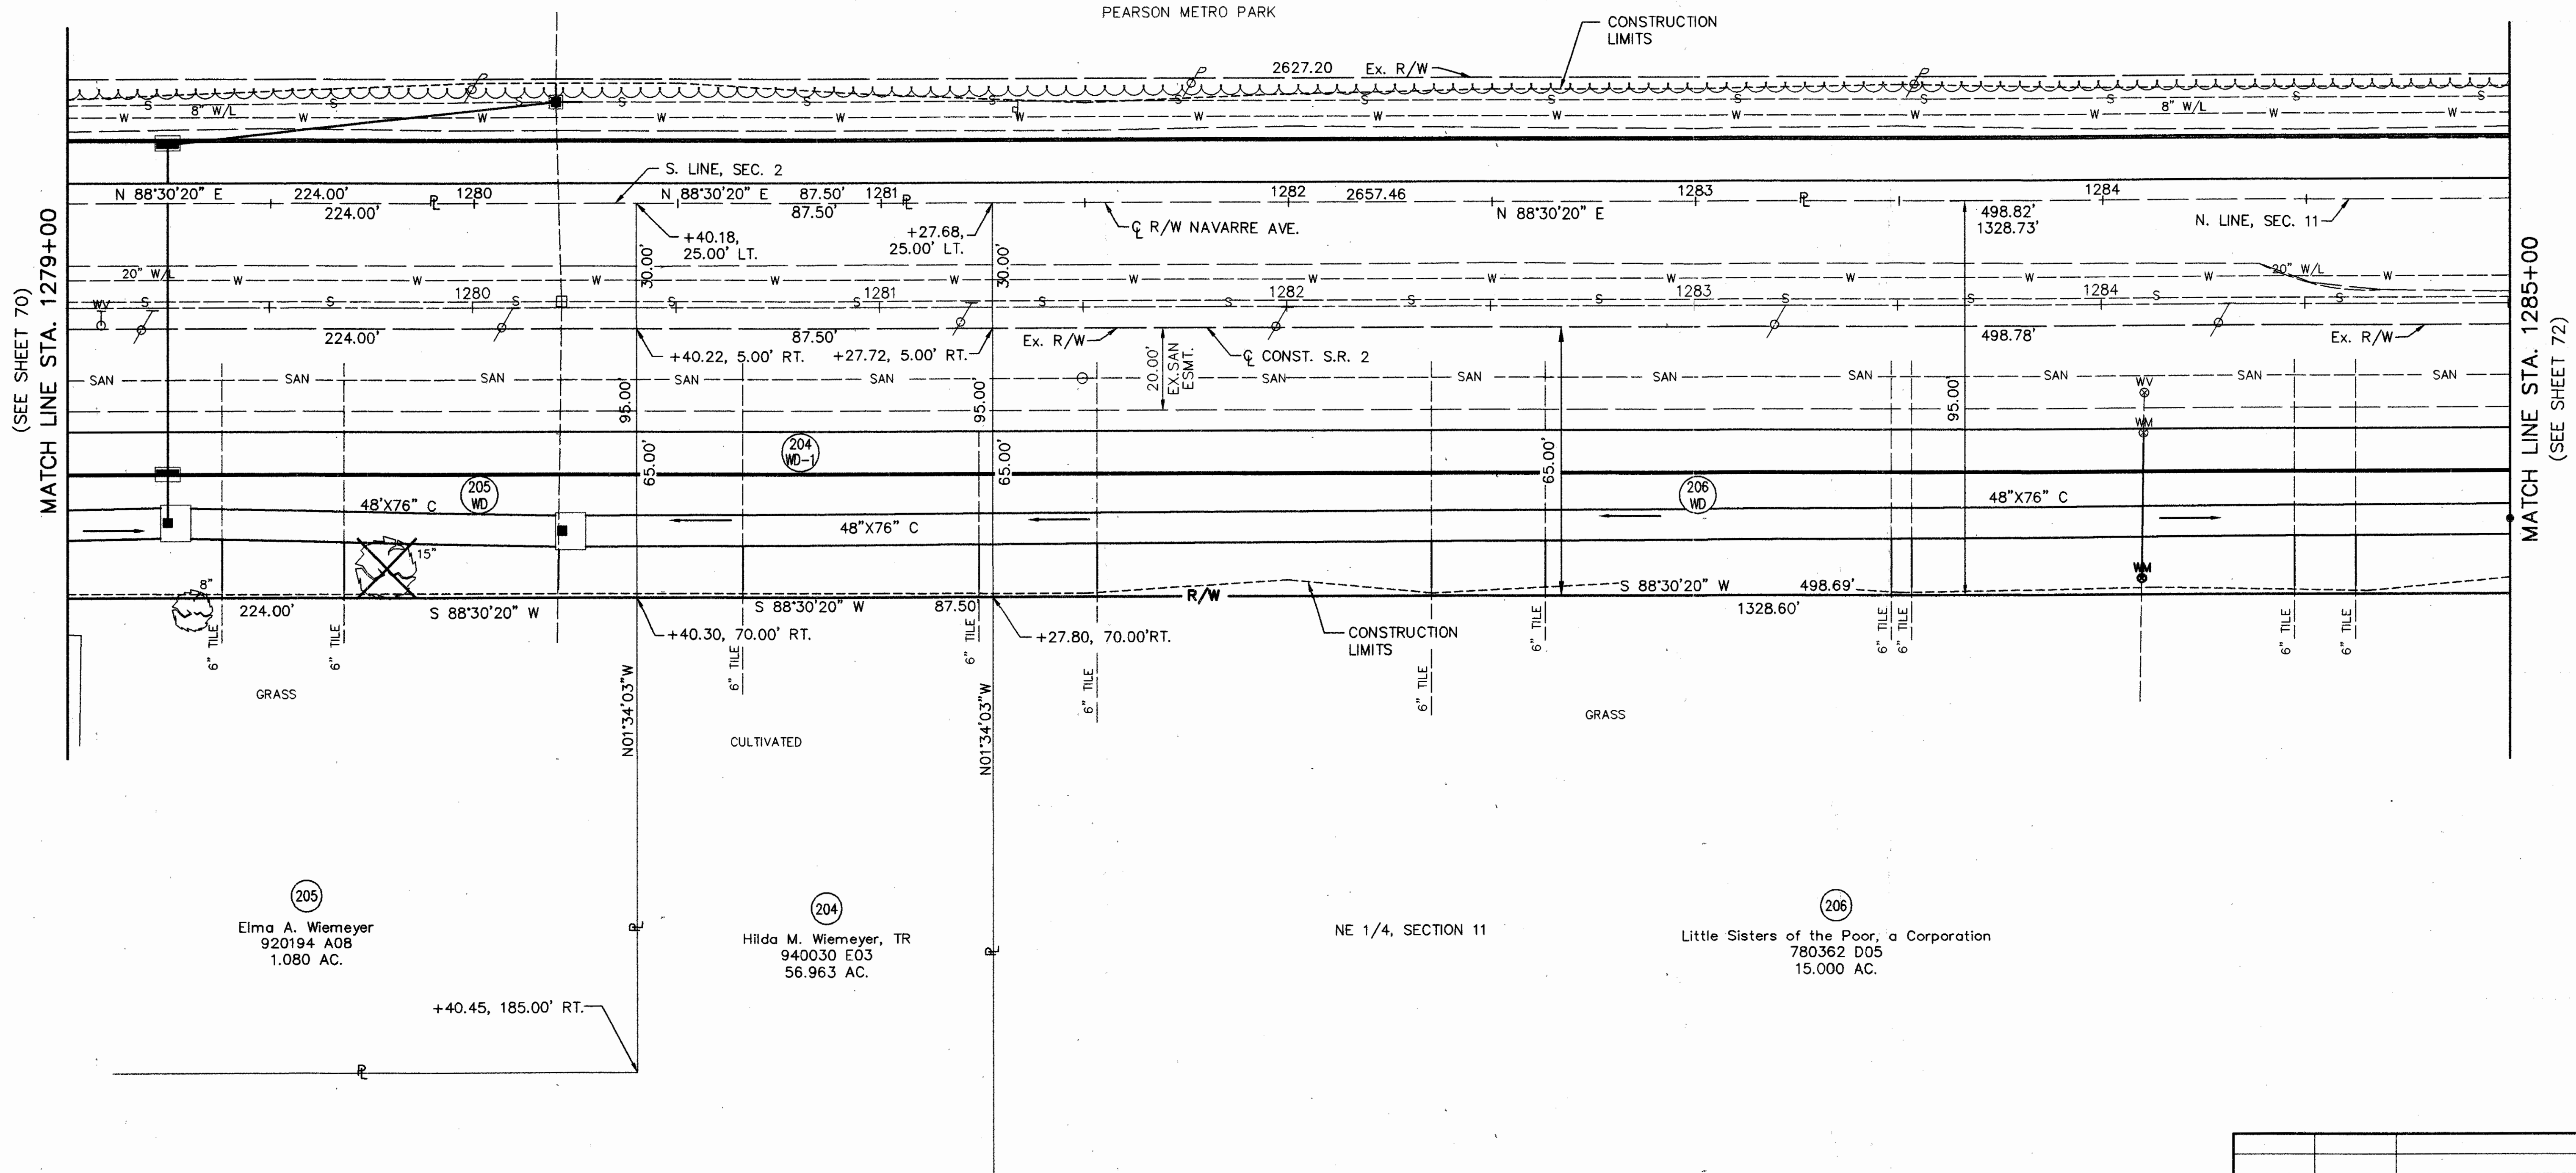 PEARSON METRO PARK
CONSTRUCTION
LIMITS
2627.20
Ex. R/W
S S S S S S S S S S S S S
8" W/L
8" W/L
W W W W W W W W W W W W W W
S. LINE, SEC. 2
N 88°30'20" E
224.00'
1280
N 88°30'20" E
87.50'
1281
1282
2657.46
1283
1284
224.00'
87.50'
N 88°30'20" E
498.82'
1328.73'
N. LINE, SEC. 11
+40.18,
25.00' LT.
+27.68,
25.00' LT.
℄ R/W NAVARRE AVE.
30.00'
30.00'
MATCH LINE STA. 1279+00
(SEE SHEET 70)
MATCH LINE STA. 1285+00
(SEE SHEET 72)
20" W/L
W W W W W W W W W W W W W
20" W/L
WV
S S S S S S S S S S S S S
1280
1281
1282
1283
1284
224.00'
87.50'
498.78'
Ex. R/W
+40.22, 5.00' RT.
+27.72, 5.00' RT.
Ex. R/W
℄ CONST. S.R. 2
20.00'
EX.SAN
ESMT.
SAN SAN SAN SAN SAN SAN SAN SAN SAN SAN SAN SAN
WV
WM
95.00'
95.00'
95.00'
65.00'
65.00'
65.00'
204
WD-1
205
WD
206
WD
48'X76" C
48"X76" C
48"X76" C
15"
8"
WM
224.00'
S 88°30'20" W
S 88°30'20" W
87.50'
R/W
S 88°30'20" W
498.69'
1328.60'
+40.30, 70.00' RT.
+27.80, 70.00'RT.
CONSTRUCTION
LIMITS
6" TILE
6" TILE
6" TILE
6" TILE
6" TILE
6" TILE
6" TILE
6" TILE
6" TILE
6" TILE
6" TILE
N01°34'03"W
N01°34'03"W
GRASS
CULTIVATED
GRASS
205
Elma A. Wiemeyer
920194 A08
1.080 AC.
204
Hilda M. Wiemeyer, TR
940030 E03
56.963 AC.
NE 1/4, SECTION 11
206
Little Sisters of the Poor, a Corporation
780362 D05
15.000 AC.
+40.45, 185.00' RT.